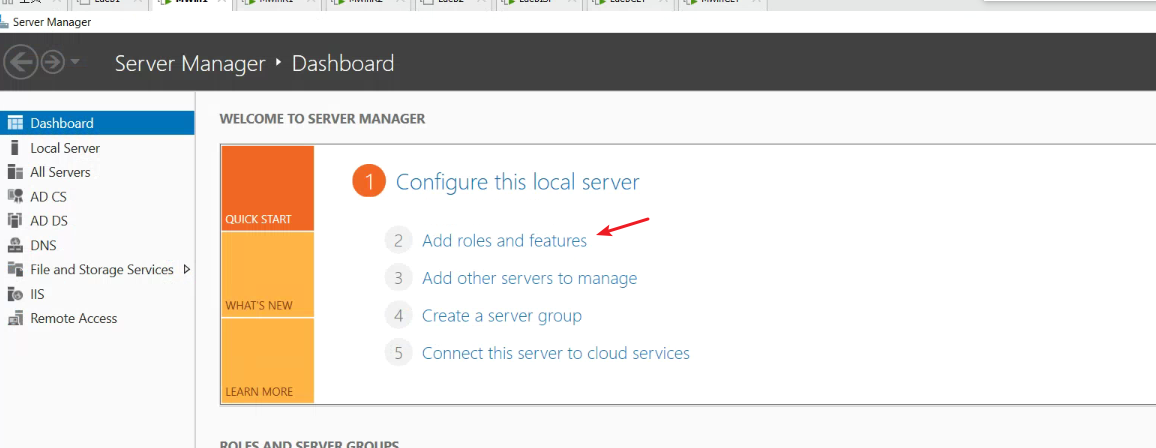 Server Manager
Server Manager ‣ Dashboard
Dashboard
Local Server
All Servers
AD CS
AD DS
DNS
File and Storage Services
IIS
Remote Access
WELCOME TO SERVER MANAGER
QUICK START
WHAT'S NEW
LEARN MORE
1 Configure this local server
2 Add roles and features
3 Add other servers to manage
4 Create a server group
5 Connect this server to cloud services
ROLES AND SERVER GROUPS